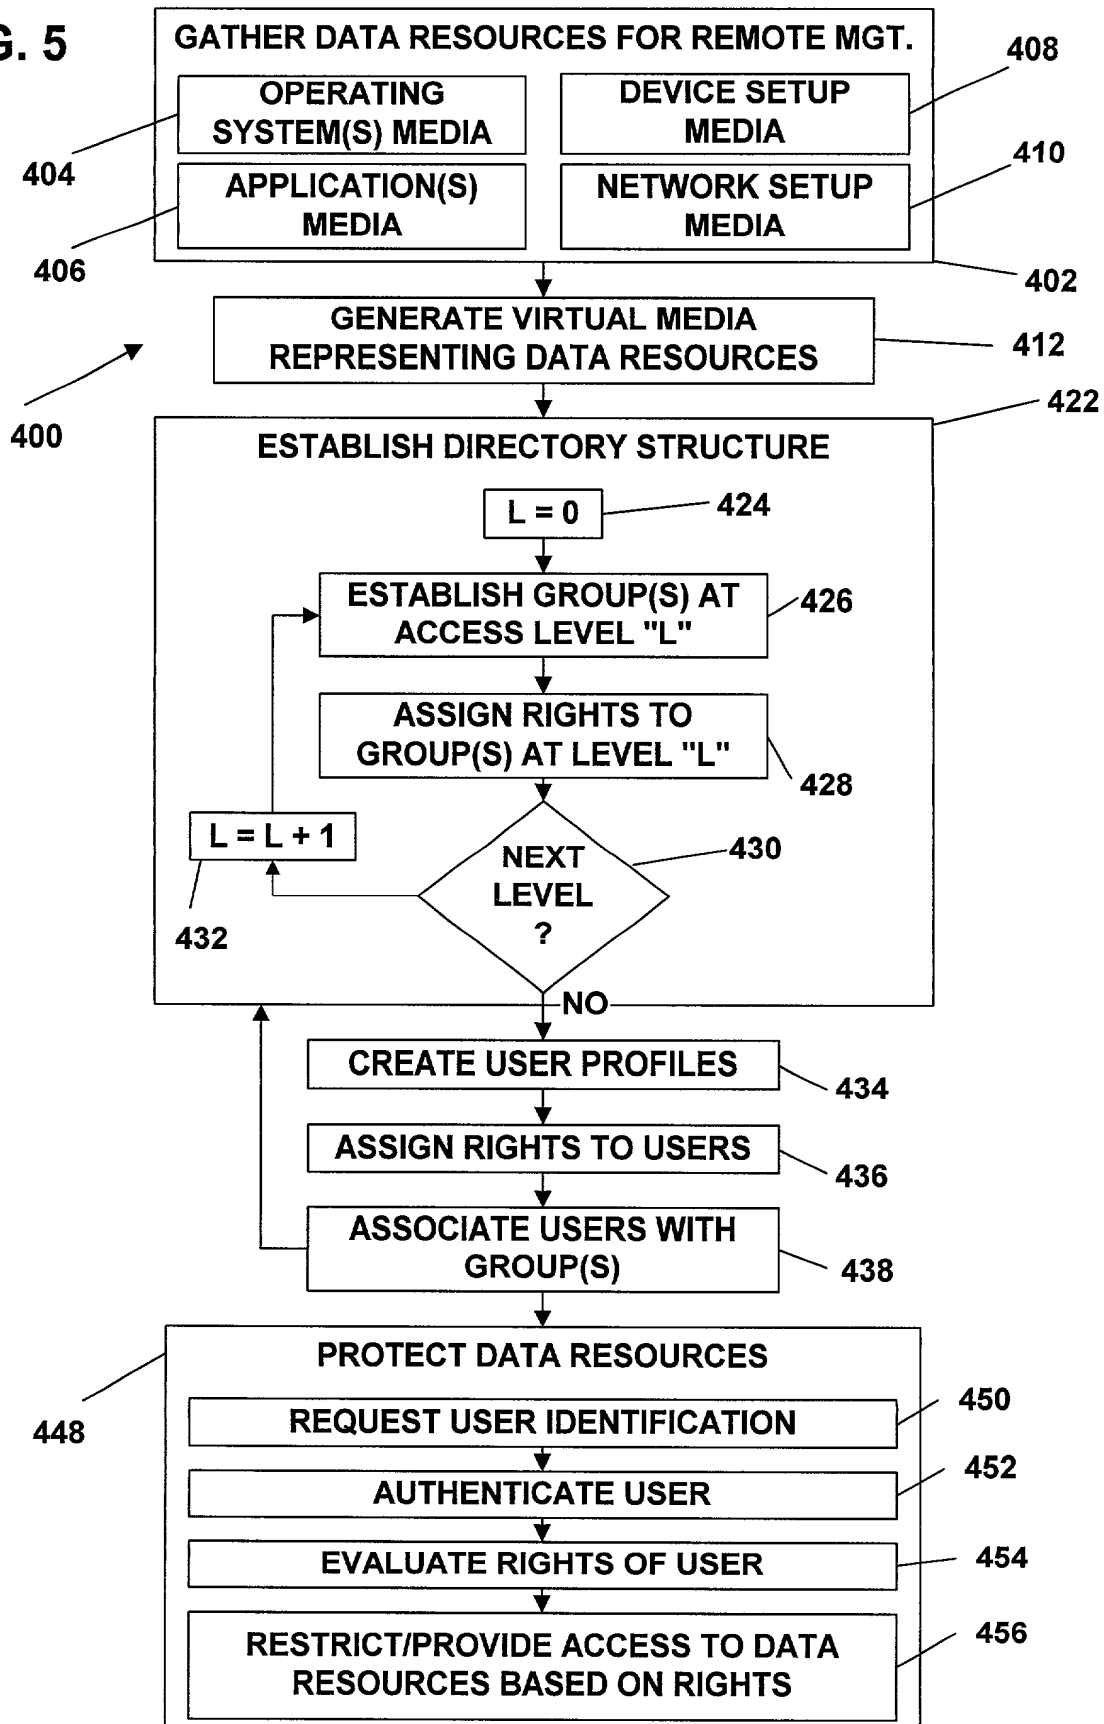 G. 5
GATHER DATA RESOURCES FOR REMOTE MGT.
408
OPERATING
SYSTEM(S) MEDIA
DEVICE SETUP
MEDIA
404
410
APPLICATION(S)
MEDIA
NETWORK SETUP
MEDIA
406
402
GENERATE VIRTUAL MEDIA
REPRESENTING DATA RESOURCES
412
400
422
ESTABLISH DIRECTORY STRUCTURE
L = 0
424
ESTABLISH GROUP(S) AT
ACCESS LEVEL "L"
426
ASSIGN RIGHTS TO
GROUP(S) AT LEVEL "L"
428
L = L + 1
432
NEXT
LEVEL
?
430
NO
CREATE USER PROFILES
434
ASSIGN RIGHTS TO USERS
436
ASSOCIATE USERS WITH
GROUP(S)
438
PROTECT DATA RESOURCES
448
REQUEST USER IDENTIFICATION
450
AUTHENTICATE USER
452
EVALUATE RIGHTS OF USER
454
RESTRICT/PROVIDE ACCESS TO DATA
RESOURCES BASED ON RIGHTS
456